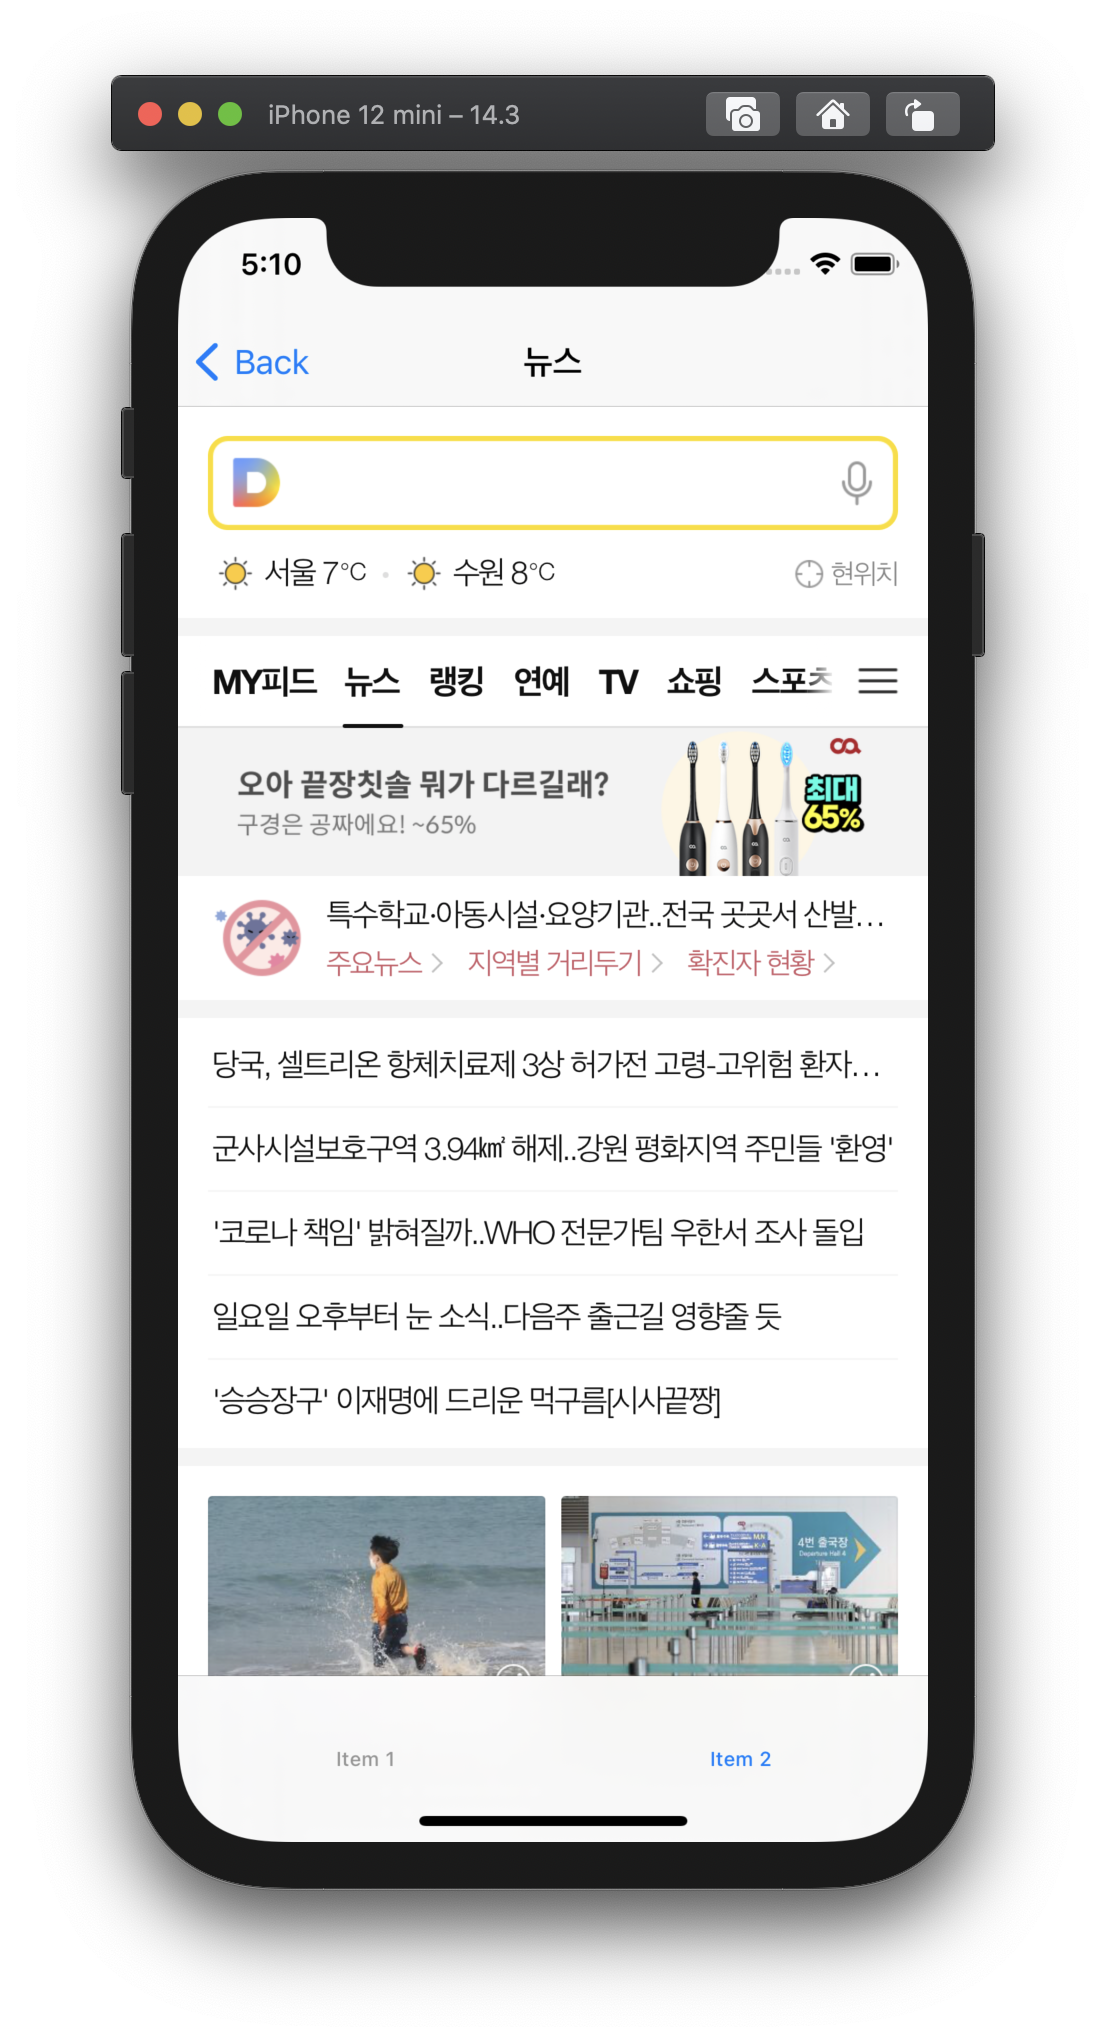 iPhone 12 mini – 14.3
5:10
Back
뉴스
D
서울 7°C
수원 8°C
현위치
MY피드 뉴스 랭킹 연예 TV 쇼핑 스포츠
오아 끝장칫솔 뭐가 다르길래?
구경은 공짜에요! ~65%
oa
최대
65%
특수학교·아동시설·요양기관..전국 곳곳서 산발...
주요뉴스 > 지역별 거리두기 > 확진자 현황 >
당국, 셀트리온 항체치료제 3상 허가전 고령-고위험 환자...
군사시설보호구역 3.94㎢ 해제..강원 평화지역 주민들 '환영'
'코로나 책임' 밝혀질까..WHO 전문가팀 우한서 조사 돌입
일요일 오후부터 눈 소식..다음주 출근길 영향줄 듯
'승승장구' 이재명에 드리운 먹구름[시사끝짱]
4번 출국장
Departure Hall 4
Item 1
Item 2